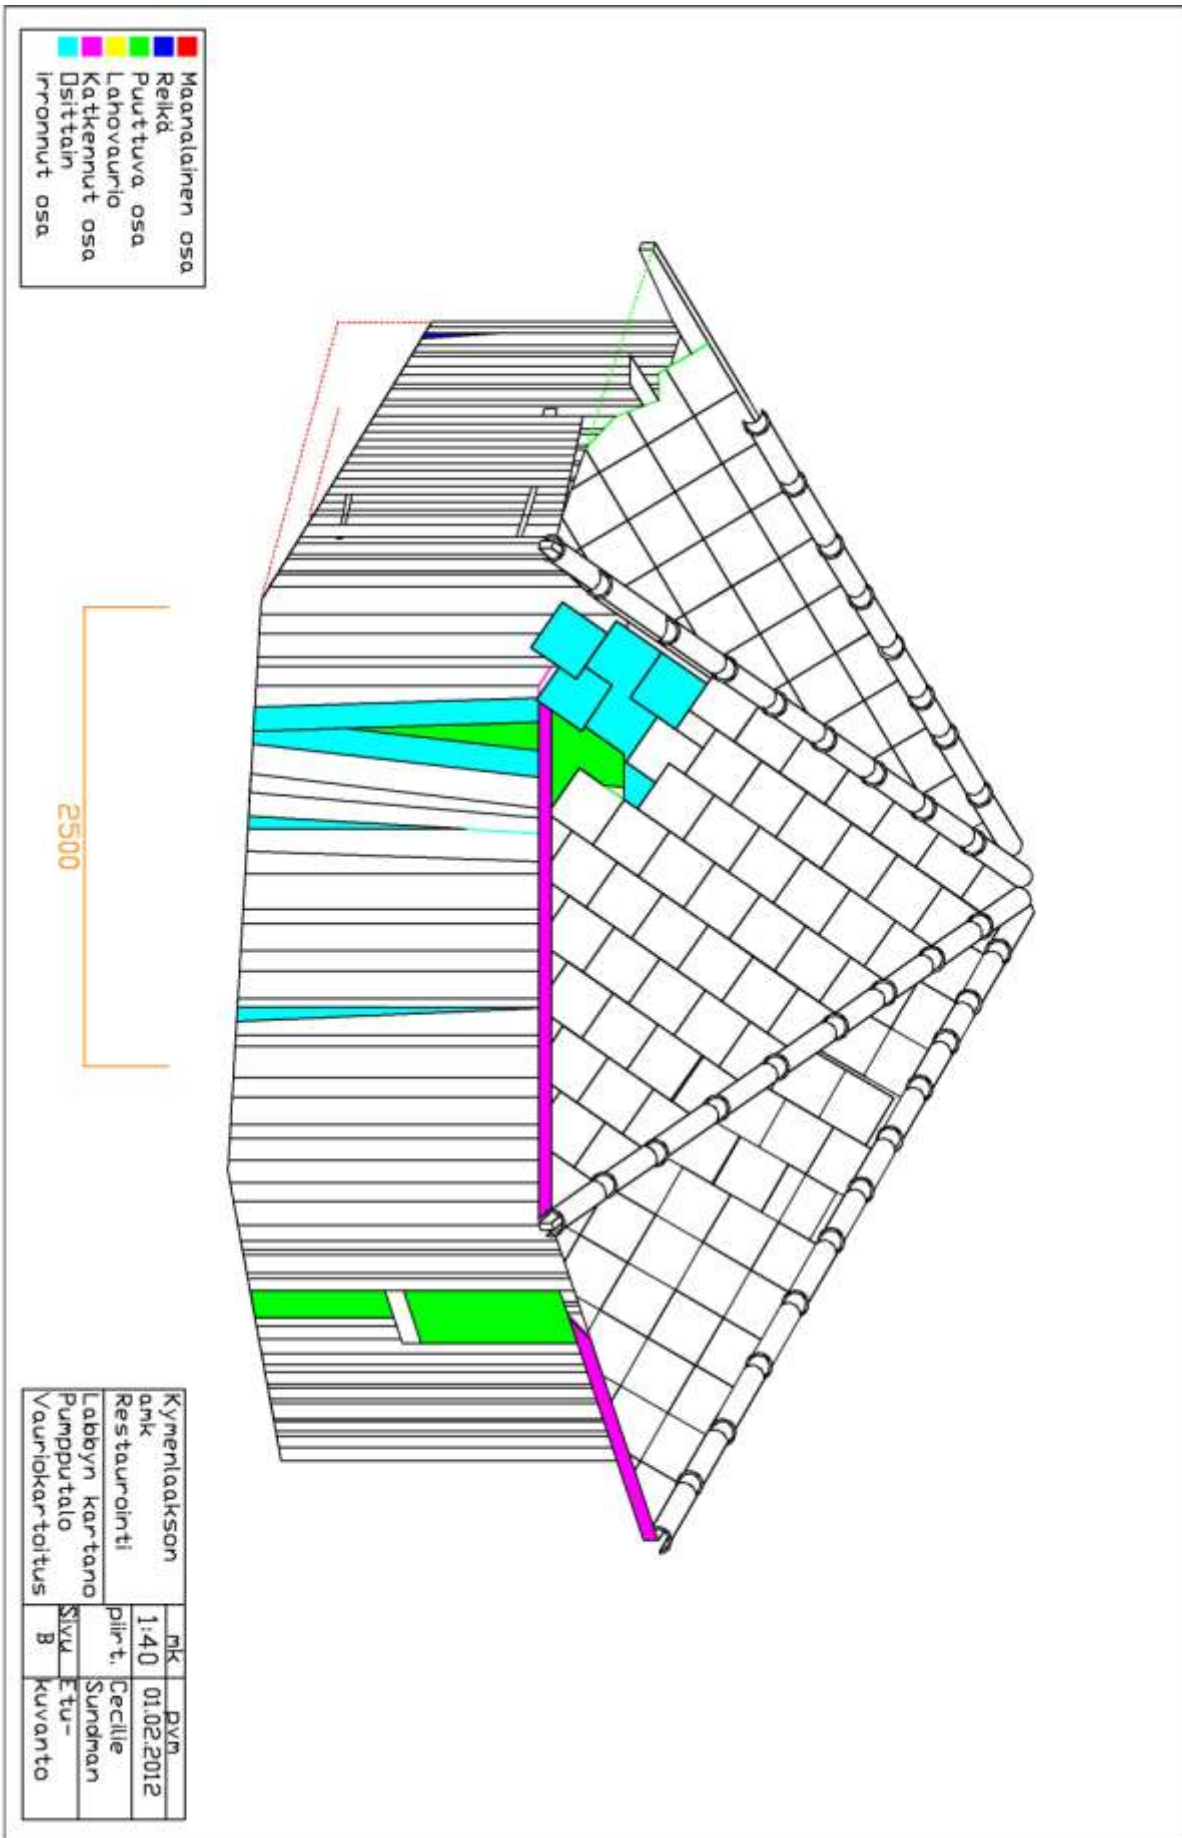 Maanalainen osa
Reikä
Puuttuva osa
Lahovaurio
Katkennut osa
Osittain
irronnut osa
2500
Kymenlaakson
amk
Restaurointi
Labbyn kartano
Pumpputalo
Vauriokartoitus
mk
pvm
1:40
01.02.2012
piirt.
Cecilie
Sundman
Sivu
B
Etu-
kuvanto